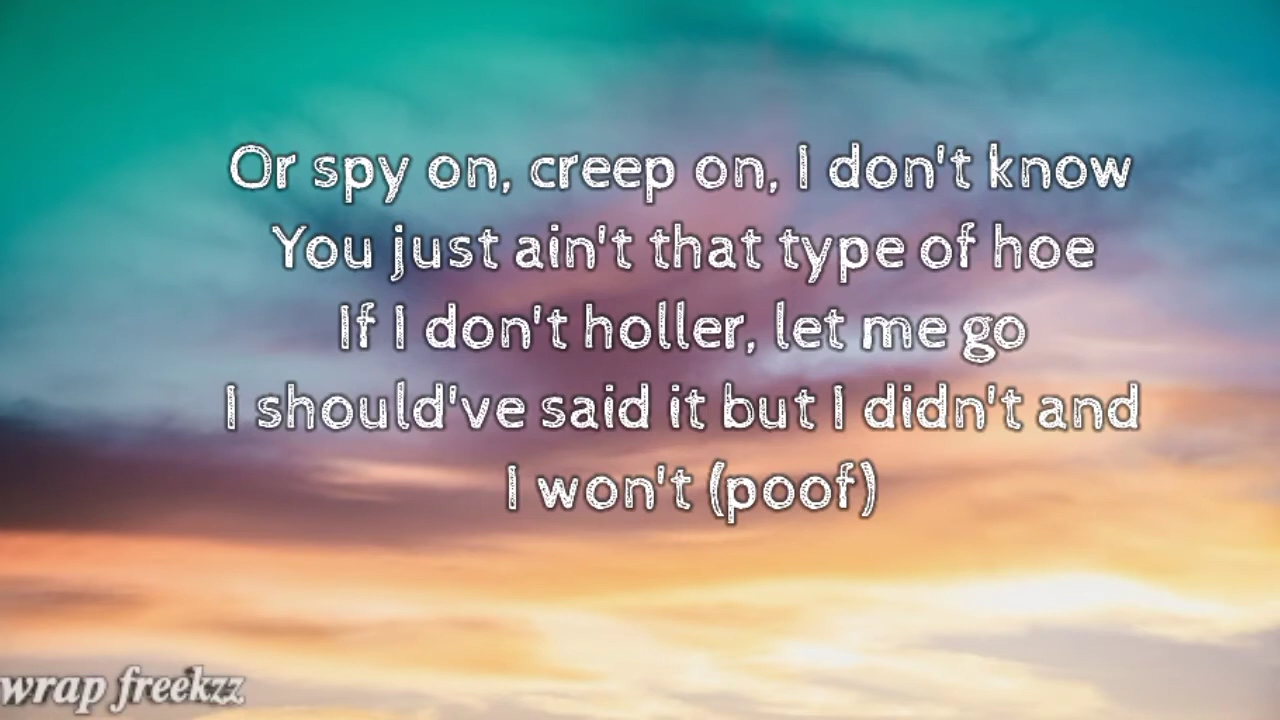 Or spy on, creep on, I don't know
You just ain't that type of hoe
If I don't holler, let me go
I should've said it but I didn't and
I won't (poof)
wrap freekzz